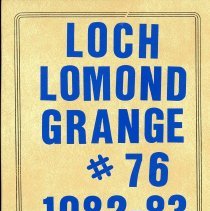 LOCH
LOMOND
GRANGE
# 76
1982-83